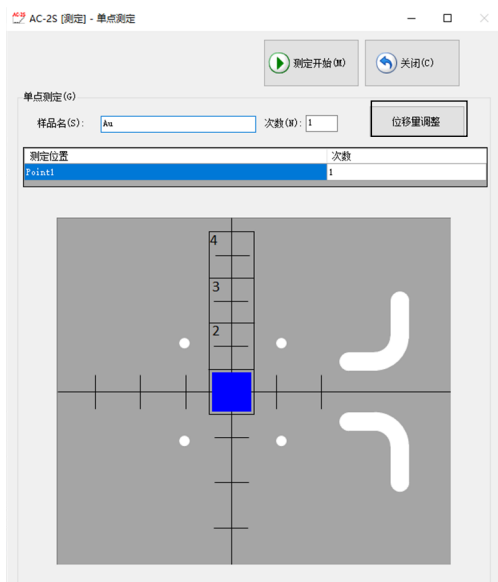 AC-2S [测定] - 单点测定
测定开始(M)
关闭(C)
单点测定(G)
样品名(S): Au 次数(N): 1
位移量调整
测定位置 次数
Point1 1
4
3
2